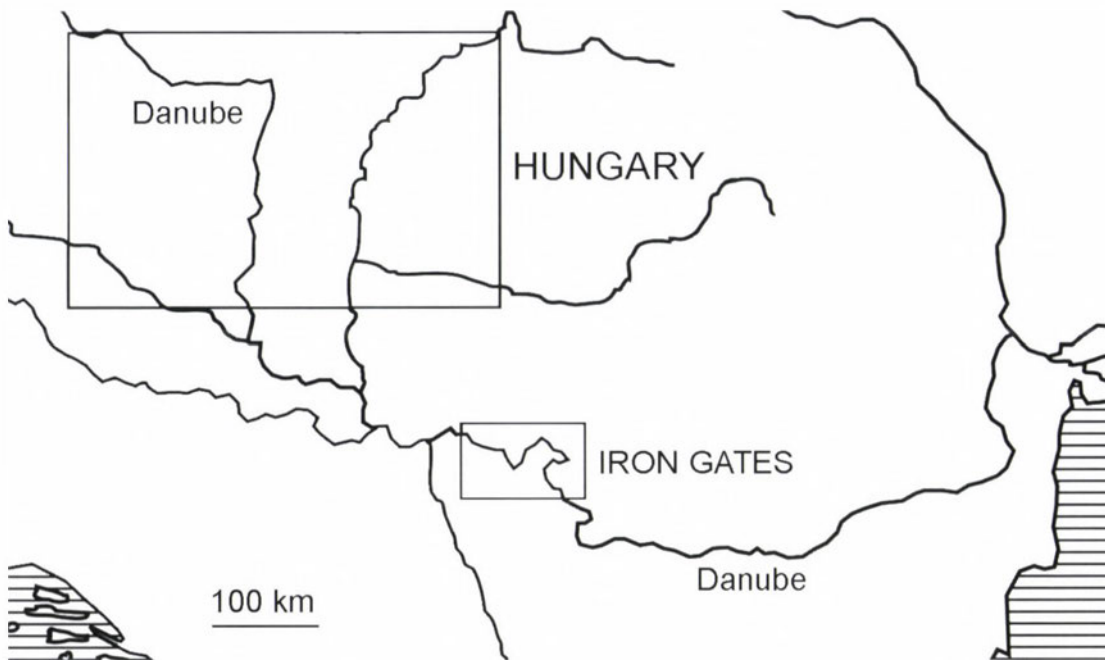 Danube
HUNGARY
IRON GATES
Danube
100 km